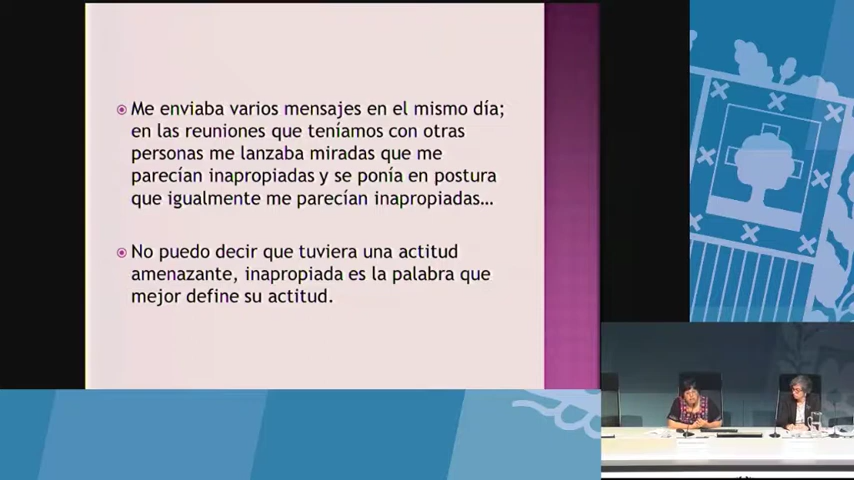 Me enviaba varios mensajes en el mismo día;
en las reuniones que teníamos con otras
personas me lanzaba miradas que me
parecían inapropiadas y se ponía en postura
que igualmente me parecían inapropiadas...
No puedo decir que tuviera una actitud
amenazante, inapropiada es la palabra que
mejor define su actitud.